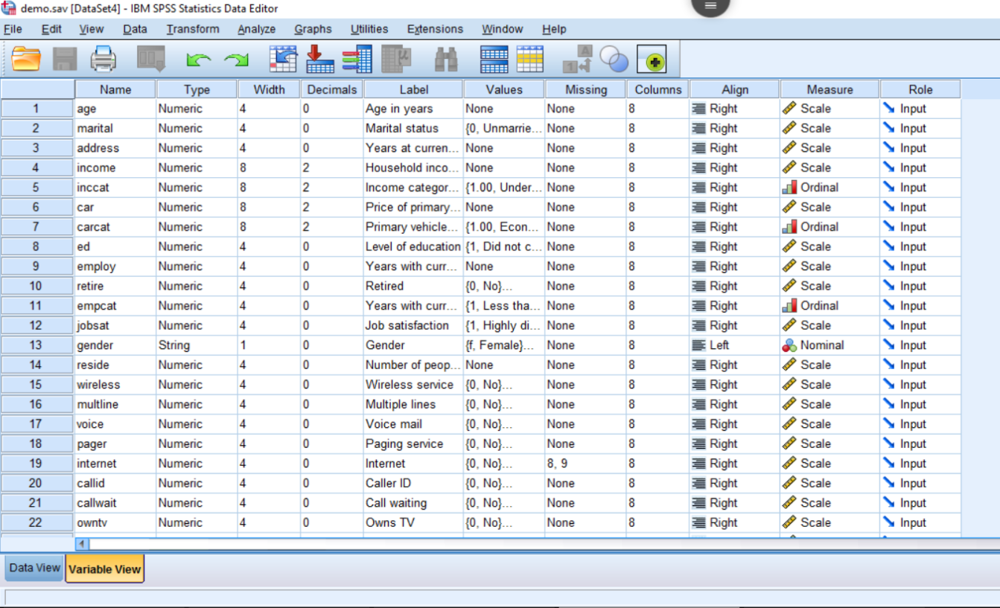 demo.sav [DataSet4] - IBM SPSS Statistics Data Editor
File Edit View Data Transform Analyze Graphs Utilities Extensions Window Help
Name Type Width Decimals Label Values Missing Columns Align Measure Role
1 age Numeric 4 0 Age in years None None 8 Right Scale Input
2 marital Numeric 4 0 Marital status {0, Unmarrie... None 8 Right Scale Input
3 address Numeric 4 0 Years at curren... None None 8 Right Scale Input
4 income Numeric 8 2 Household inco... None None 8 Right Scale Input
5 inccat Numeric 8 2 Income categor... {1.00, Under... None 8 Right Ordinal Input
6 car Numeric 8 2 Price of primary... None None 8 Right Scale Input
7 carcat Numeric 8 2 Primary vehicle... {1.00, Econ... None 8 Right Ordinal Input
8 ed Numeric 4 0 Level of education {1, Did not c... None 8 Right Scale Input
9 employ Numeric 4 0 Years with curr... None None 8 Right Scale Input
10 retire Numeric 4 0 Retired {0, No}... None 8 Right Scale Input
11 empcat Numeric 4 0 Years with curr... {1, Less tha... None 8 Right Ordinal Input
12 jobsat Numeric 4 0 Job satisfaction {1, Highly di... None 8 Right Scale Input
13 gender String 1 0 Gender {f, Female}... None 8 Left Nominal Input
14 reside Numeric 4 0 Number of peop... None None 8 Right Scale Input
15 wireless Numeric 4 0 Wireless service {0, No}... None 8 Right Scale Input
16 multline Numeric 4 0 Multiple lines {0, No}... None 8 Right Scale Input
17 voice Numeric 4 0 Voice mail {0, No}... None 8 Right Scale Input
18 pager Numeric 4 0 Paging service {0, No}... None 8 Right Scale Input
19 internet Numeric 4 0 Internet {0, No}... 8, 9 8 Right Scale Input
20 callid Numeric 4 0 Caller ID {0, No}... None 8 Right Scale Input
21 callwait Numeric 4 0 Call waiting {0, No}... None 8 Right Scale Input
22 owntv Numeric 4 0 Owns TV {0, No}... None 8 Right Scale Input
Data View Variable View